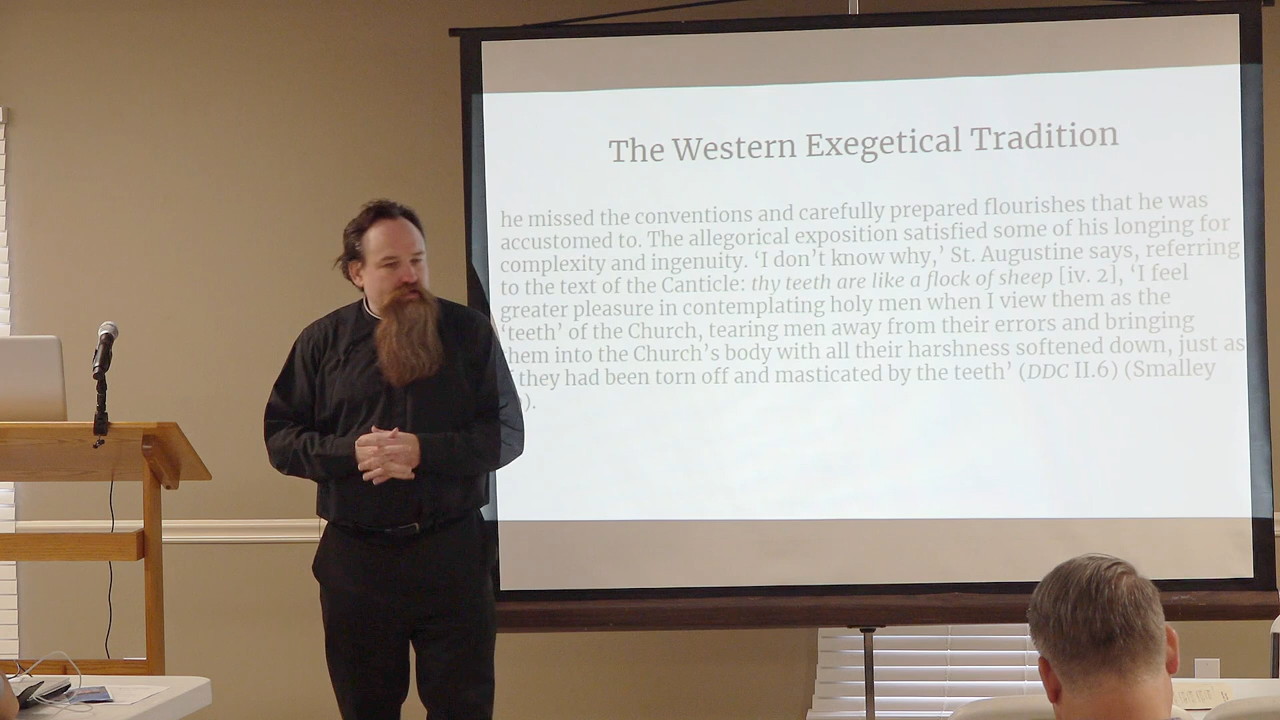 The Western Exegetical Tradition
he missed the conventions and carefully prepared flourishes that he was
accustomed to. The allegorical exposition satisfied some of his longing for
complexity and ingenuity. ‘I don’t know why,’ St. Augustine says, referring
to the text of the Canticle: thy teeth are like a flock of sheep [iv. 2], ‘I feel
greater pleasure in contemplating holy men when I view them as the
‘teeth’ of the Church, tearing men away from their errors and bringing
them into the Church’s body with all their harshness softened down, just as
they had been torn off and masticated by the teeth’ (DDC II.6) (Smalley
).